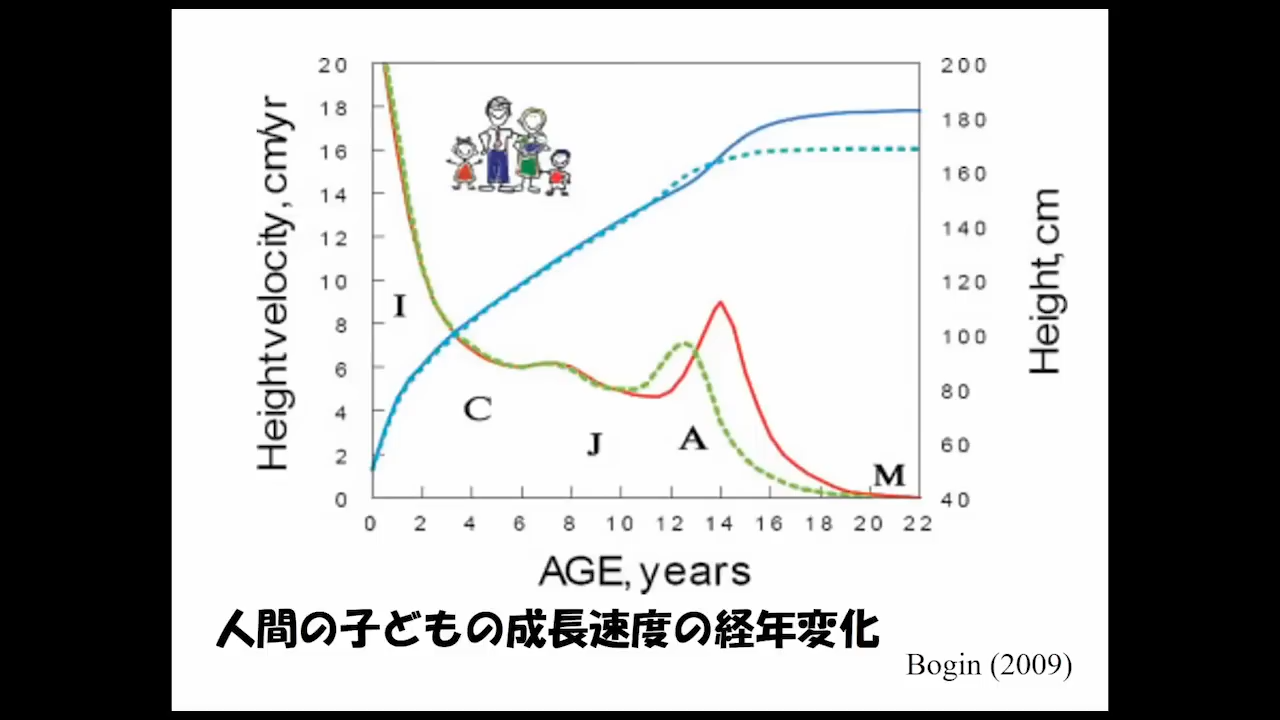 20
18
16
14
12
10
8
6
4
2
0
Height velocity, cm/yr
200
180
160
140
120
100
80
60
40
Height, cm
I
C
J
A
M
0 2 4 6 8 10 12 14 16 18 20 22
AGE, years
人間の子どもの成長速度の経年変化
Bogin (2009)